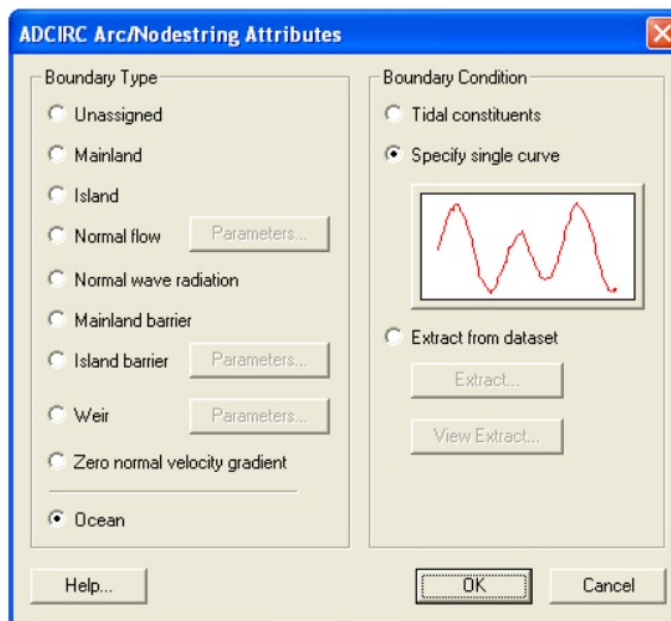 ADCIRC Arc/Nodestring Attributes
Boundary Type
Unassigned
Mainland
Island
Normal flow
Parameters...
Normal wave radiation
Mainland barrier
Island barrier
Parameters...
Weir
Parameters...
Zero normal velocity gradient
Ocean
Boundary Condition
Tidal constituents
Specify single curve
Extract from dataset
Extract...
View Extract...
Help...
OK
Cancel